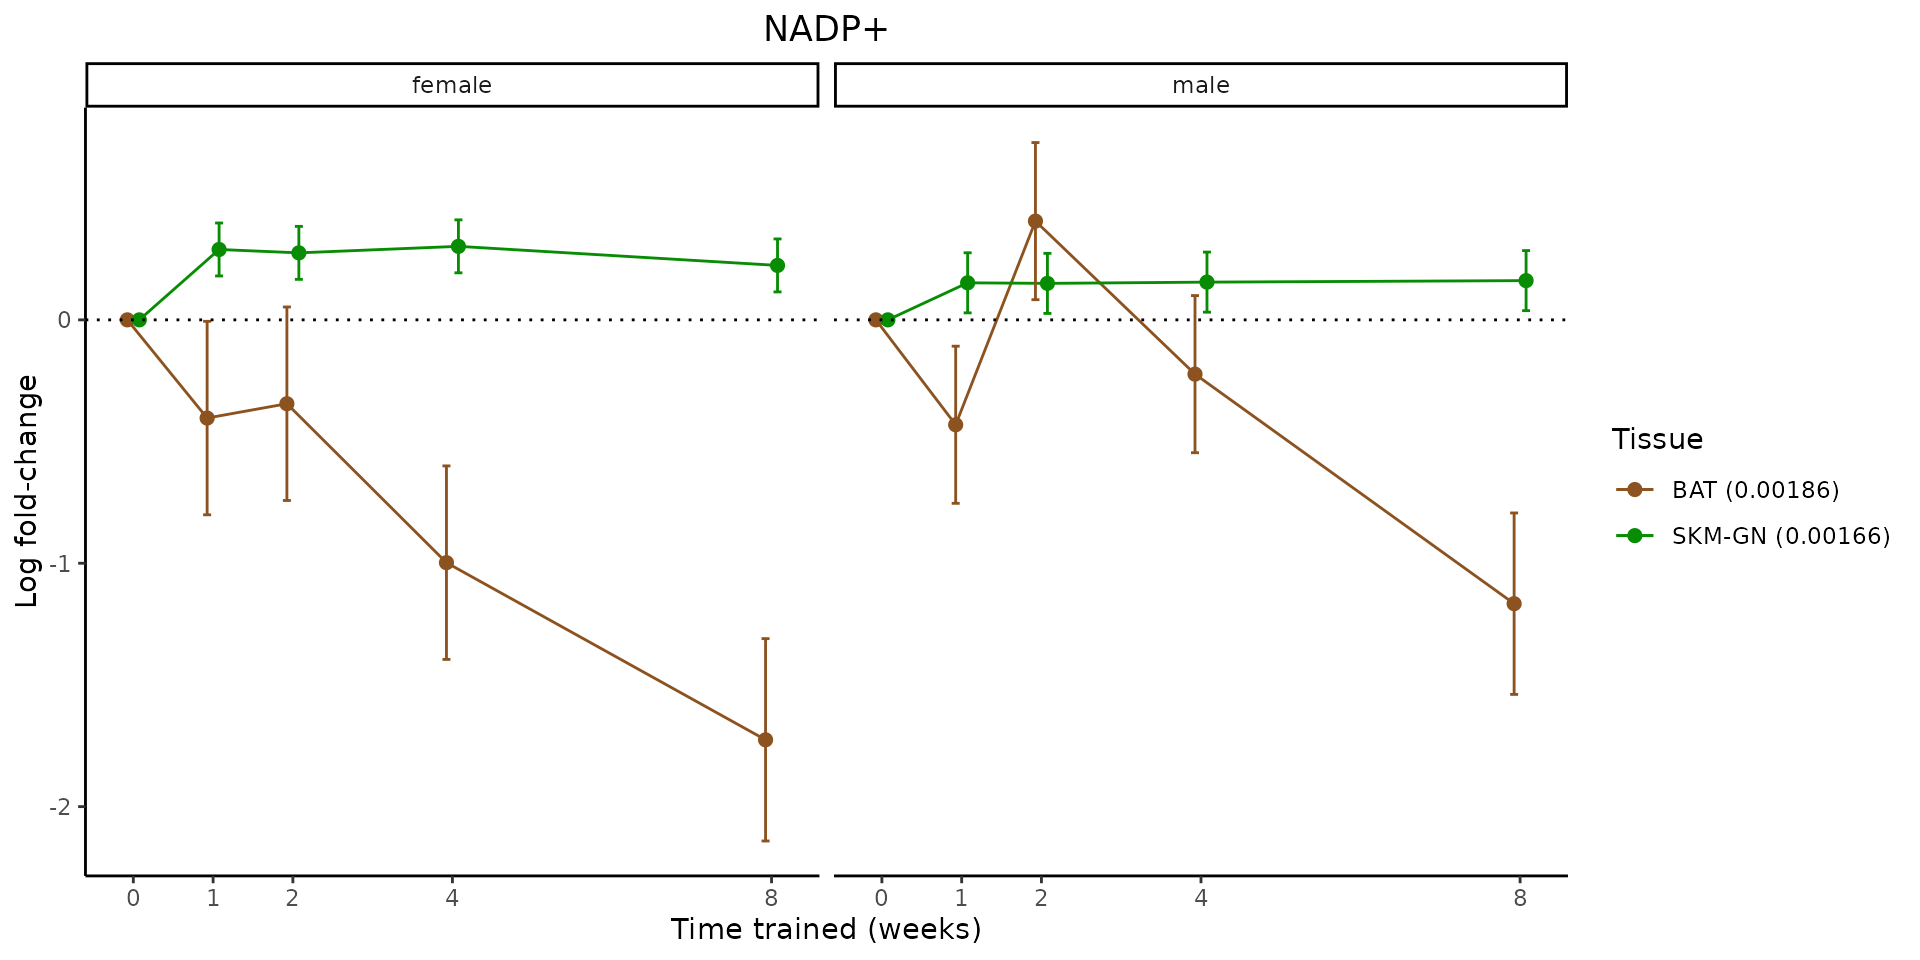 NADP+
female
male
Log fold-change
0
-1
-2
0 1 2 4 8
0 1 2 4 8
Time trained (weeks)
Tissue
BAT (0.00186)
SKM-GN (0.00166)